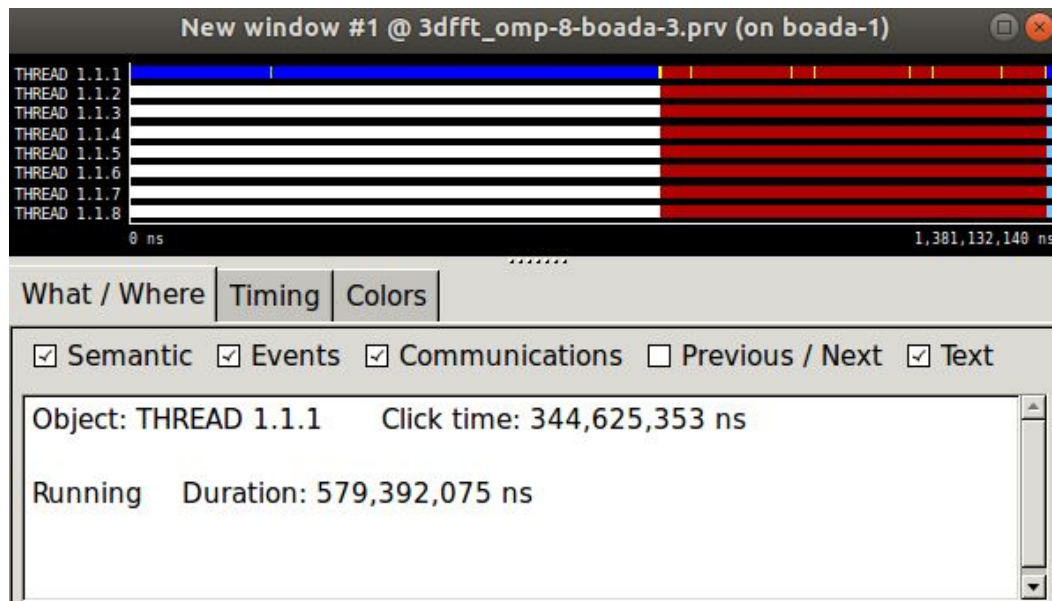 New window #1 @ 3dfft_omp-8-boada-3.prv (on boada-1)
THREAD 1.1.1
THREAD 1.1.2
THREAD 1.1.3
THREAD 1.1.4
THREAD 1.1.5
THREAD 1.1.6
THREAD 1.1.7
THREAD 1.1.8
0 ns 1,381,132,140 ns
What / Where Timing Colors
Semantic Events Communications Previous / Next Text
Object: THREAD 1.1.1 Click time: 344,625,353 ns
Running Duration: 579,392,075 ns